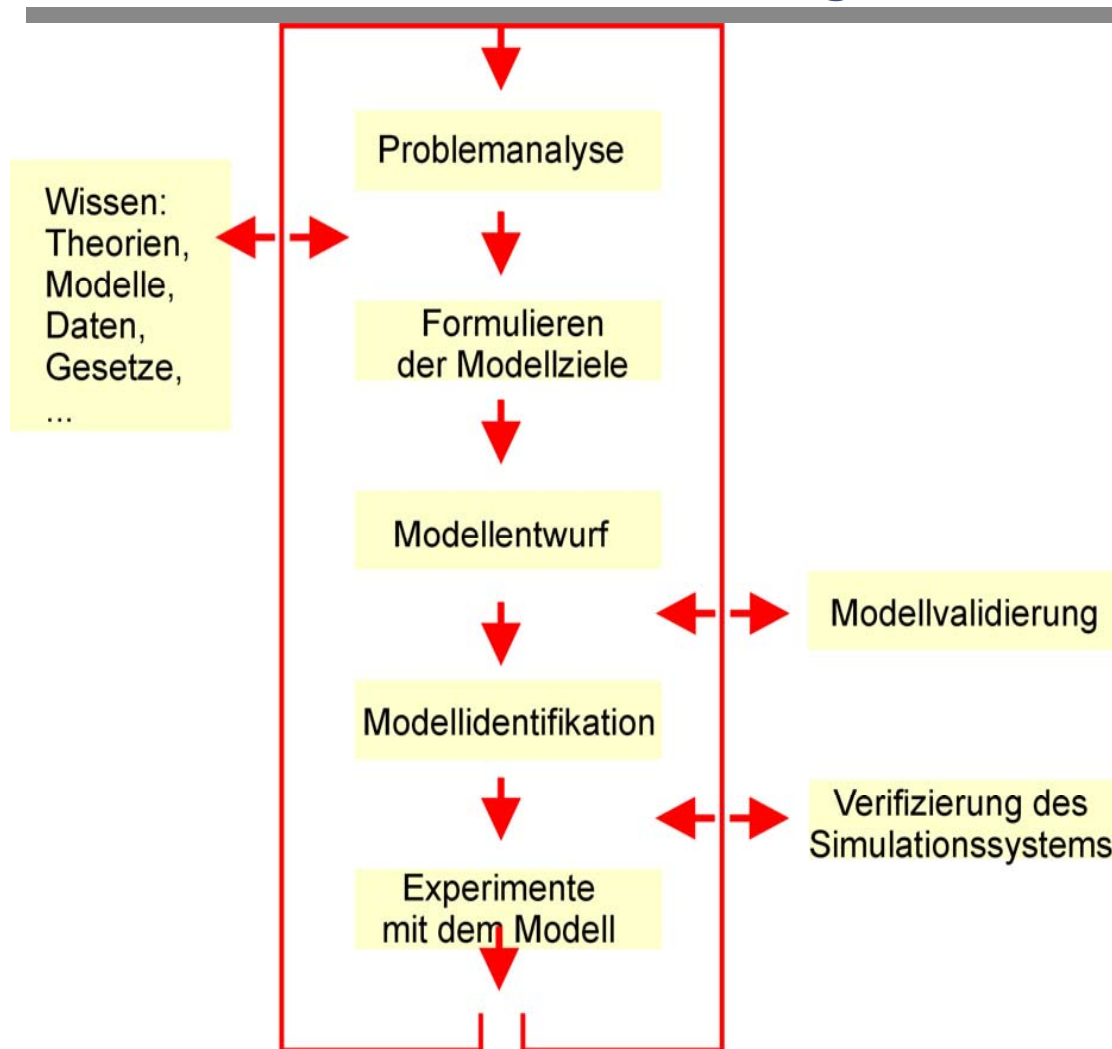 Problemanalyse
Wissen:
Theorien,
Modelle,
Daten,
Gesetze,
...
Formulieren
der Modellziele
Modellentwurf
Modellvalidierung
Modellidentifikation
Verifizierung des
Simulationssystems
Experimente
mit dem Modell